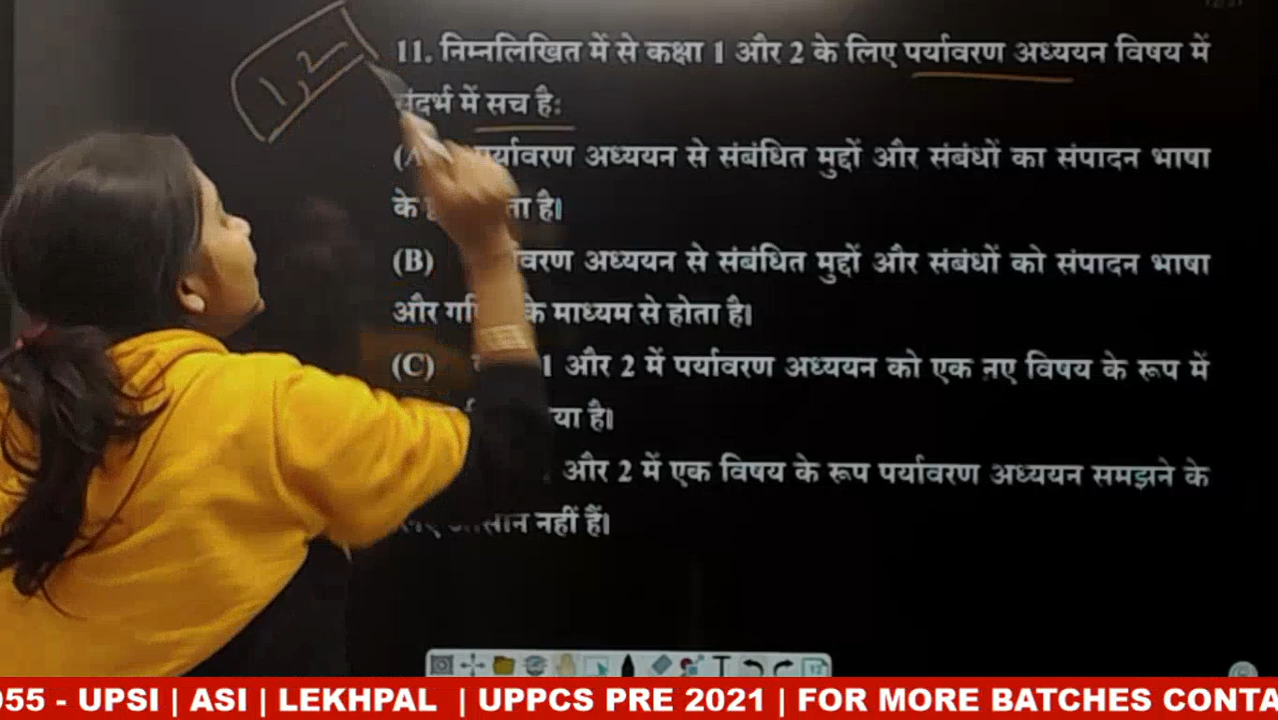 1,2
11. निम्नलिखित में से कक्षा 1 और 2 के लिए पर्यावरण अध्ययन विषय में
संदर्भ में सच है:
पर्यावरण अध्ययन से संबंधित मुद्दों और संबंधों का संपादन भाषा
के है।
(B) अध्ययन से संबंधित मुद्दों और संबंधों को संपादन भाषा
और के माध्यम से होता है।
(C) 1 और 2 में पर्यावरण अध्ययन को एक नए विषय के रूप में
है।
और 2 में एक विषय के रूप पर्यावरण अध्ययन समझने के
नहीं हैं।
055 - UPSI | ASI | LEKHPAL | UPPCS PRE 2021 | FOR MORE BATCHES CONTA